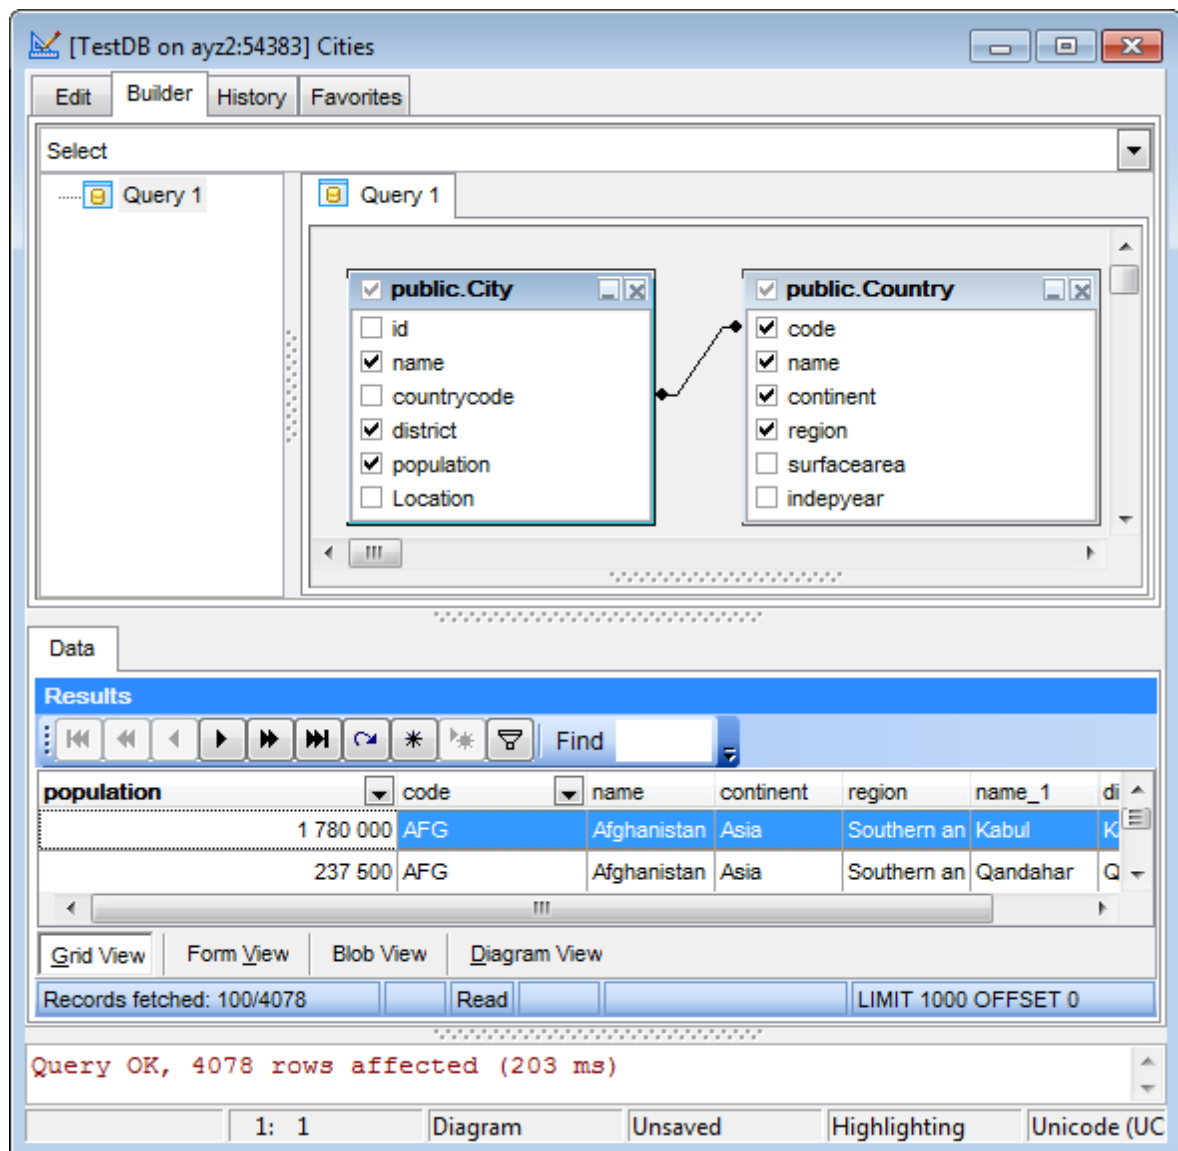 [TestDB on ayz2:54383] Cities
Edit Builder History Favorites
Select
Query 1
Query 1
public.City
id
name
countrycode
district
population
Location
public.Country
code
name
continent
region
surfacearea
indepyear
Data
Results
Find
population code name continent region name_1 di
1 780 000 AFG Afghanistan Asia Southern an Kabul K
237 500 AFG Afghanistan Asia Southern an Qandahar Q
Grid View Form View Blob View Diagram View
Records fetched: 100/4078 Read LIMIT 1000 OFFSET 0
Query OK, 4078 rows affected (203 ms)
1: 1 Diagram Unsaved Highlighting Unicode (UC